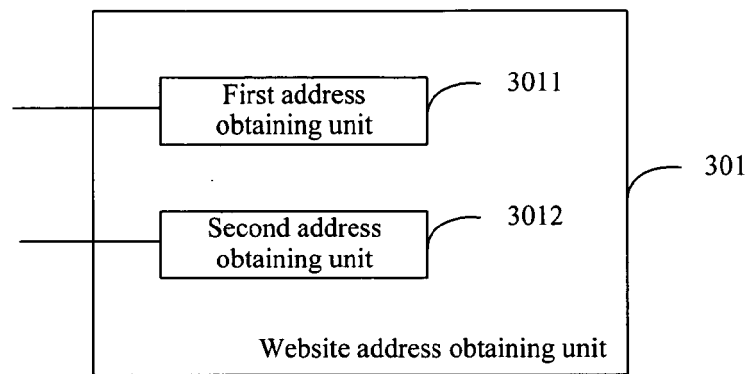 First address
obtaining unit
3011
301
Second address
obtaining unit
3012
Website address obtaining unit